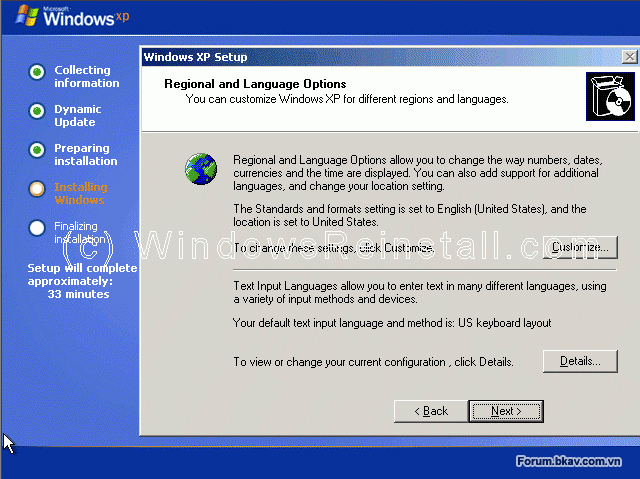 Microsoft
Windows xp
Collecting
information
Dynamic
Update
Preparing
installation
Installing
Windows
Finalizing
installation
Setup will complete
approximately:
33 minutes
Windows XP Setup
Regional and Language Options
You can customize Windows XP for different regions and languages.
Regional and Language Options allow you to change the way numbers, dates,
currencies and the time are displayed. You can also add support for additional
languages, and change your location setting.
The Standards and formats setting is set to English (United States), and the
location is set to United States.
To change these settings, click Customize.
Customize...
(c) WindowsReinstall.com
Text Input Languages allow you to enter text in many different languages, using
a variety of input methods and devices.
Your default text input language and method is: US keyboard layout
To view or change your current configuration , click Details.
Details...
< Back
Next >
Forum.bkav.com.vn